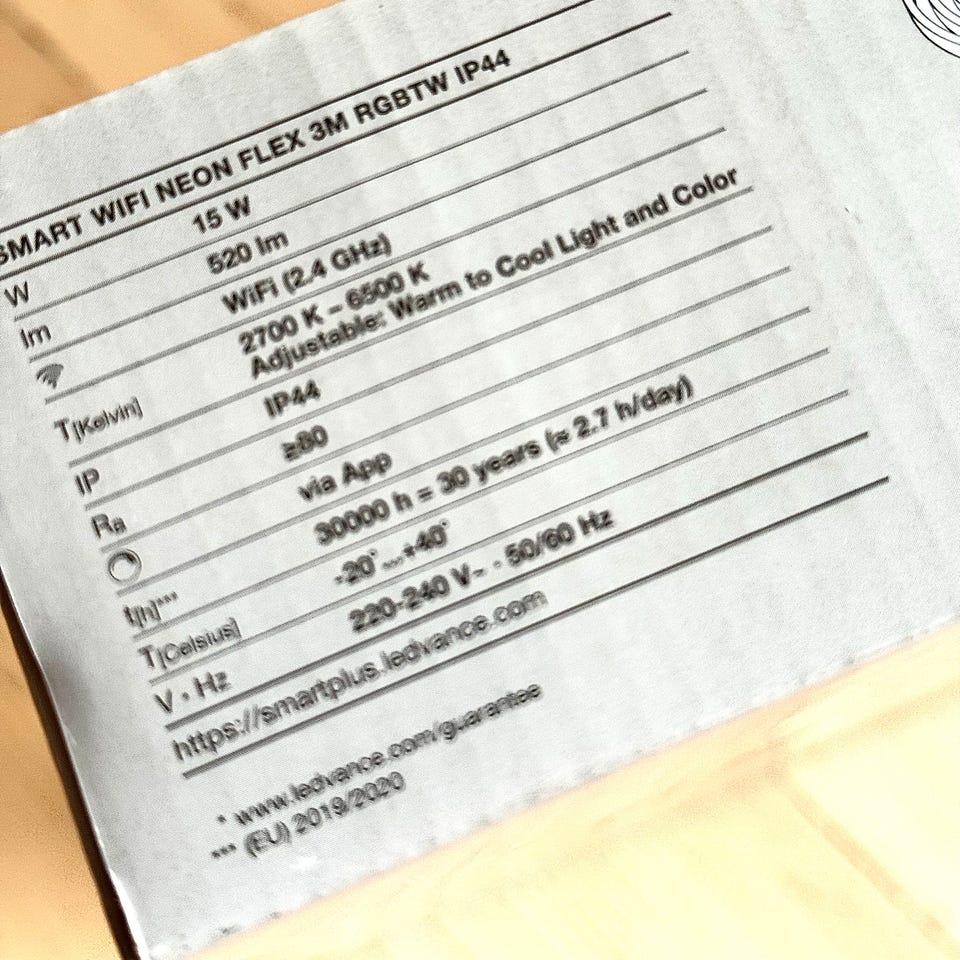 SMART WIFI NEON FLEX 3M RGBTW IP44
W 15 W
lm 520 lm
WiFi (2.4 GHz)
T[Kelvin] 2700 K – 6500 K
Adjustable: Warm to Cool Light and Color
IP IP44
Ra ≥80
via App
t[h]*** 30000 h = 30 years (≈ 2.7 h/day)
T[Celsius] -20°...+40°
V · Hz 220-240 V~ · 50/60 Hz
https://smartplus.ledvance.com
* www.ledvance.com/guarantee
*** (EU) 2019/2020